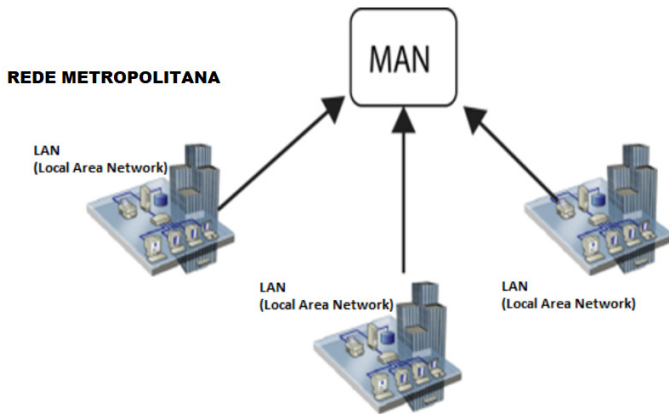 MAN
REDE METROPOLITANA
LAN
(Local Area Network)
LAN
(Local Area Network)
LAN
(Local Area Network)